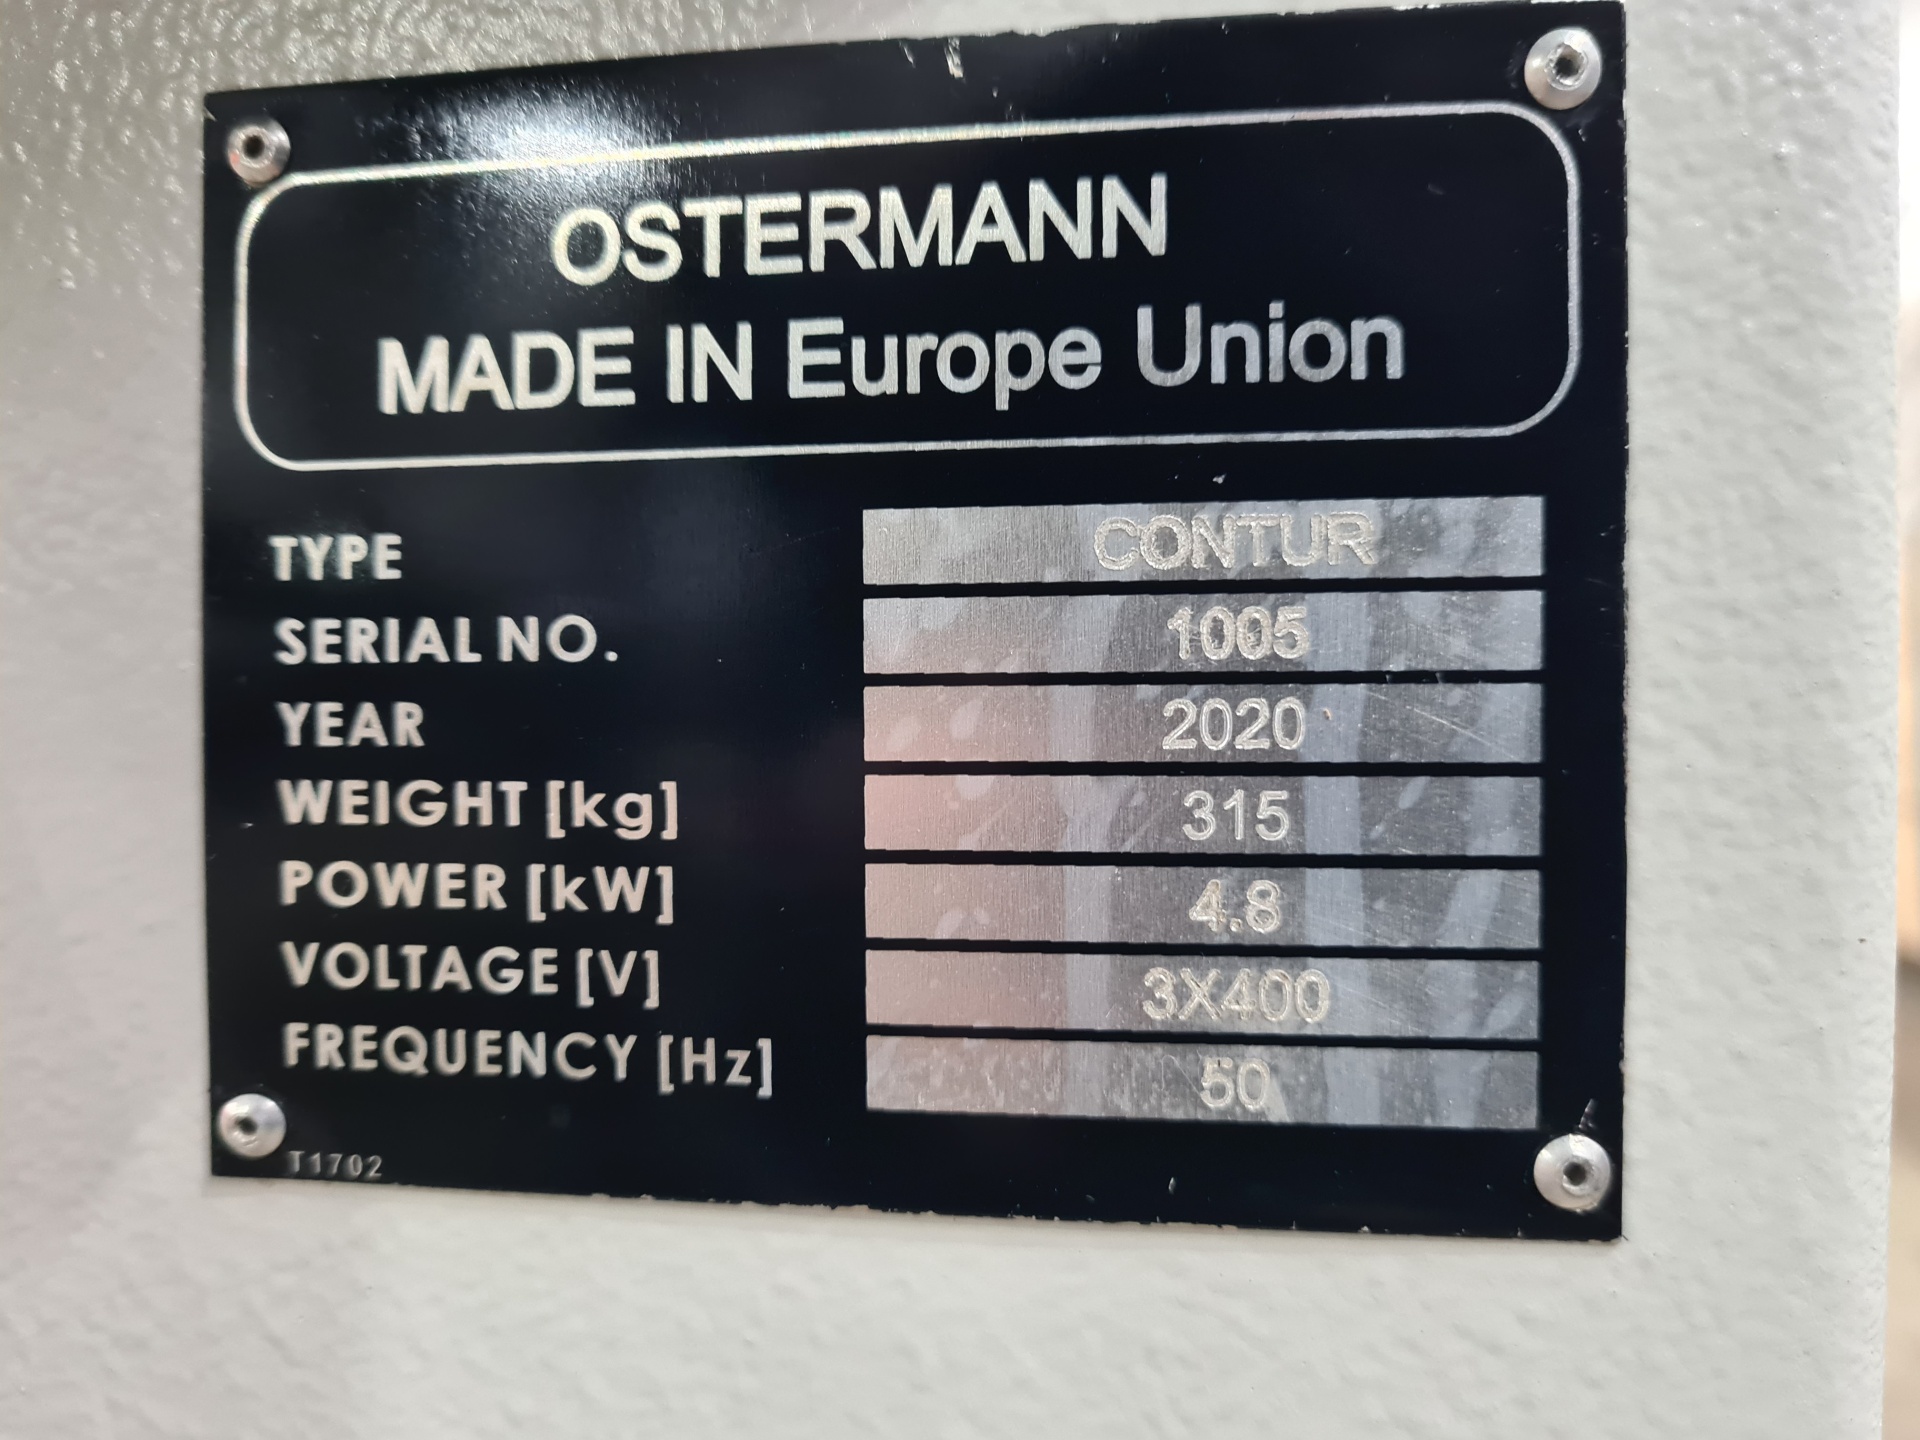 OSTERMANN
MADE IN Europe Union
TYPE CONTUR
SERIAL NO. 1005
YEAR 2020
WEIGHT [kg] 315
POWER [kW] 4.8
VOLTAGE [V] 3X400
FREQUENCY [Hz] 50
T1702